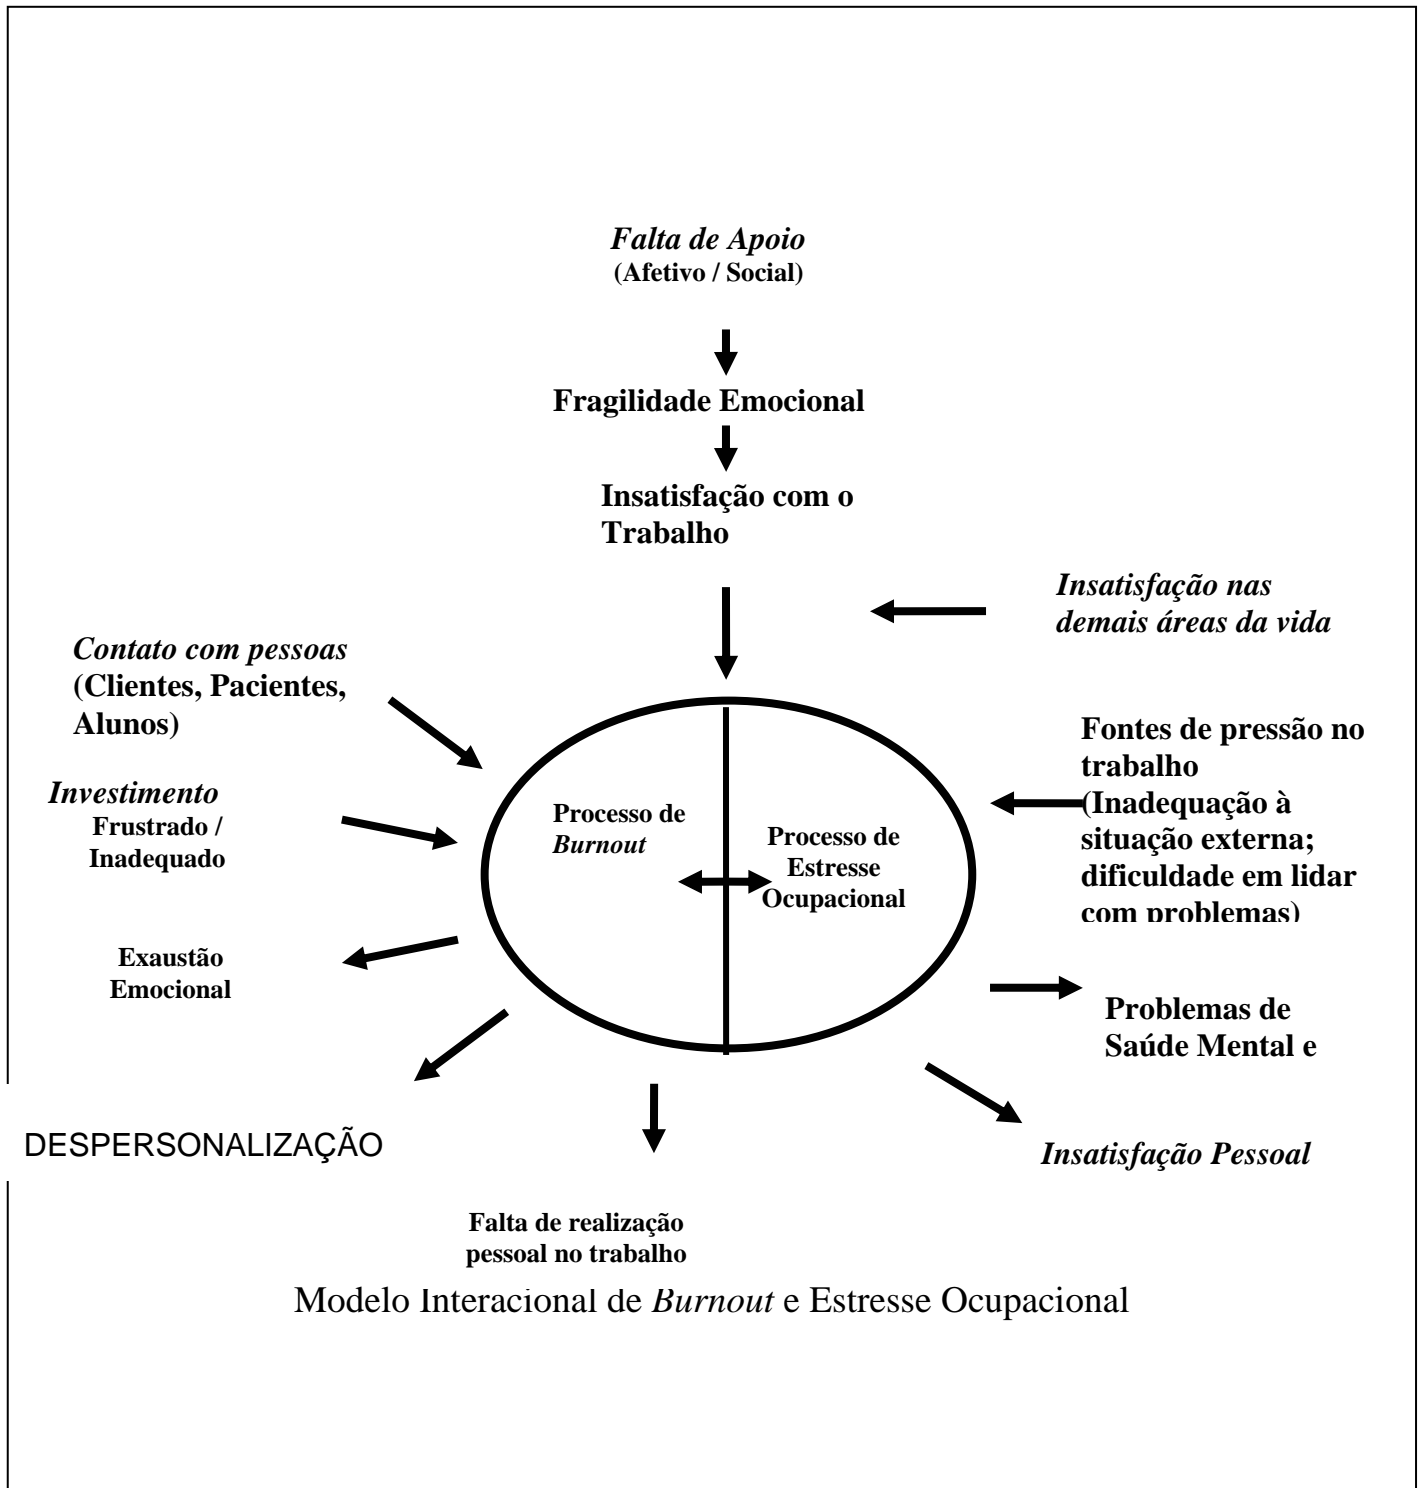 Falta de Apoio
(Afetivo / Social)
Fragilidade Emocional
Insatisfação com o
Trabalho
Insatisfação nas
demais áreas da vida
Contato com pessoas
(Clientes, Pacientes,
Alunos)
Fontes de pressão no
trabalho
(Inadequação à
situação externa;
dificuldade em lidar
com problemas)
Investimento
Frustrado /
Inadequado
Processo de
Burnout
Processo de
Estresse
Ocupacional
Exaustão
Emocional
Problemas de
Saúde Mental e
DESPERSONALIZAÇÃO
Insatisfação Pessoal
Falta de realização
pessoal no trabalho
Modelo Interacional de Burnout e Estresse Ocupacional